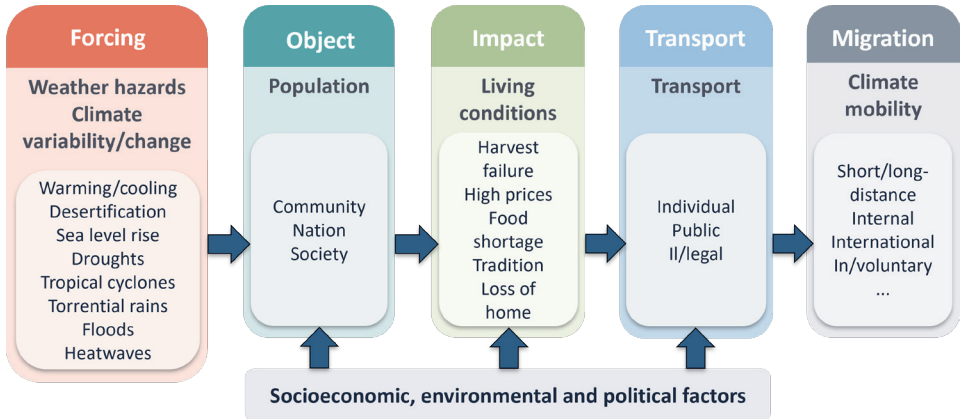 Forcing
Weather hazards
Climate
variability/change
Warming/cooling
Desertification
Sea level rise
Droughts
Tropical cyclones
Torrential rains
Floods
Heatwaves
Object
Population
Community
Nation
Society
Impact
Living
conditions
Harvest
failure
High prices
Food
shortage
Tradition
Loss of
home
Transport
Transport
Individual
Public
Il/legal
Migration
Climate
mobility
Short/long-
distance
Internal
International
In/voluntary
...
Socioeconomic, environmental and political factors